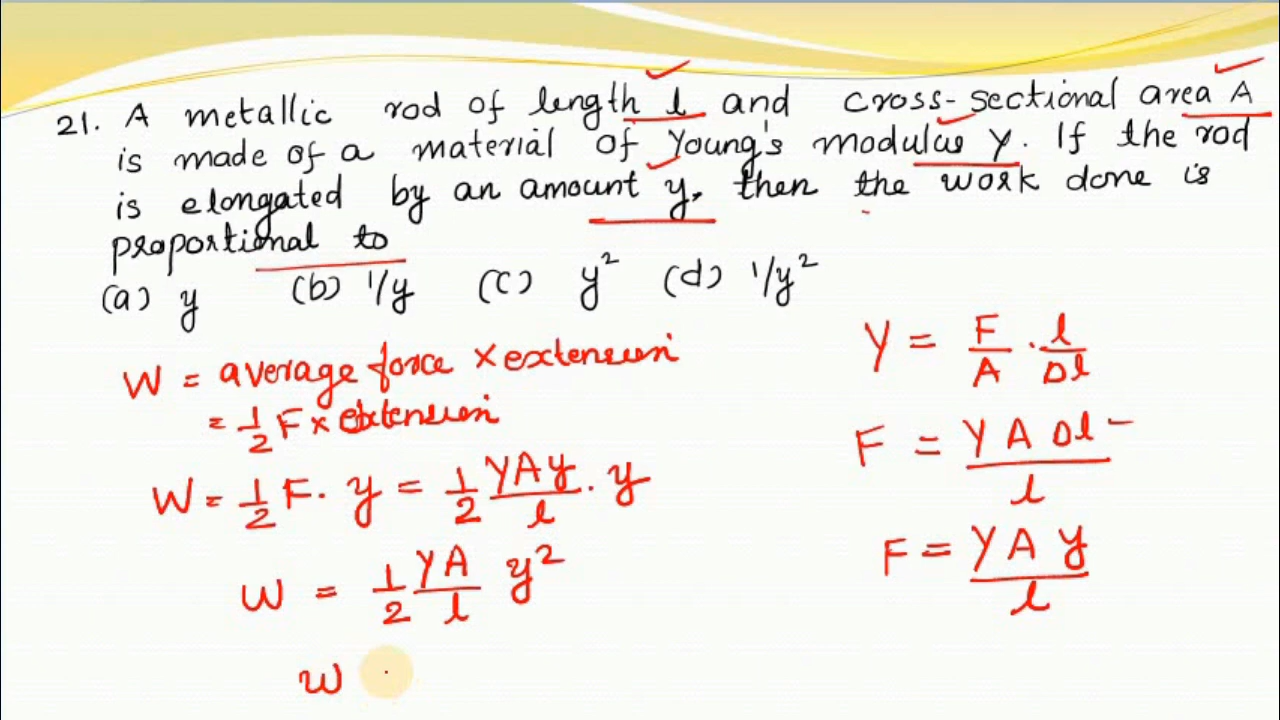 21. A metallic rod of length l and cross-sectional area A
is made of a material of Young's modulus Y. If the rod
is elongated by an amount y, then the work done is
proportional to
(a) y (b) 1/y (c) y² (d) 1/y²
W = average force × extension
= 1/2 F × extension
W = 1/2 F. y = 1/2 YAy/l . y
W = 1/2 YA/l y²
W
Y = F/A . l/Δl
F = Y A Δl/l
F = Y A y/l